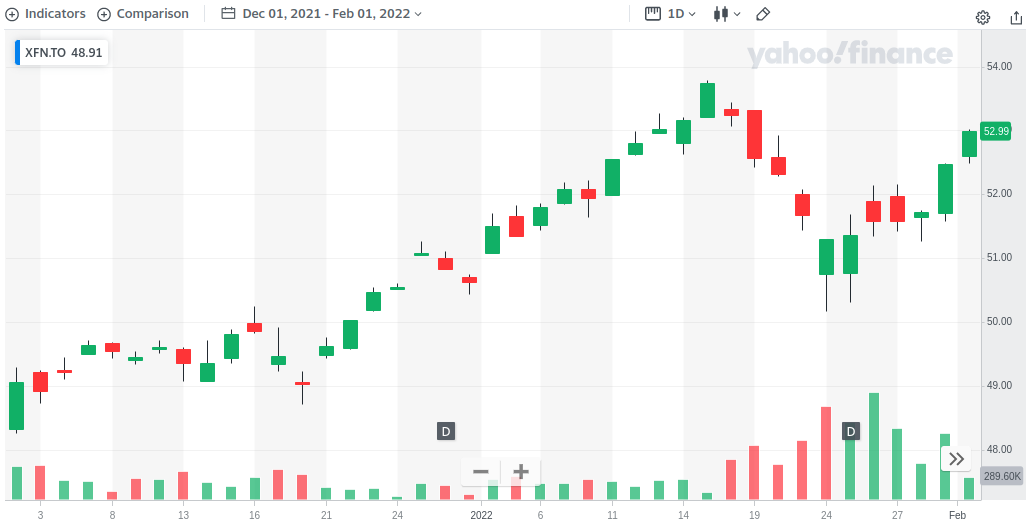 Indicators Comparison Dec 01, 2021 - Feb 01, 2022 1D
XFN.TO 48.91
yahoo!finance
54.00
52.99
52.00
51.00
50.00
49.00
D D
48.00
289.60K
3 8 13 16 21 24 2022 6 11 14 19 24 27 Feb